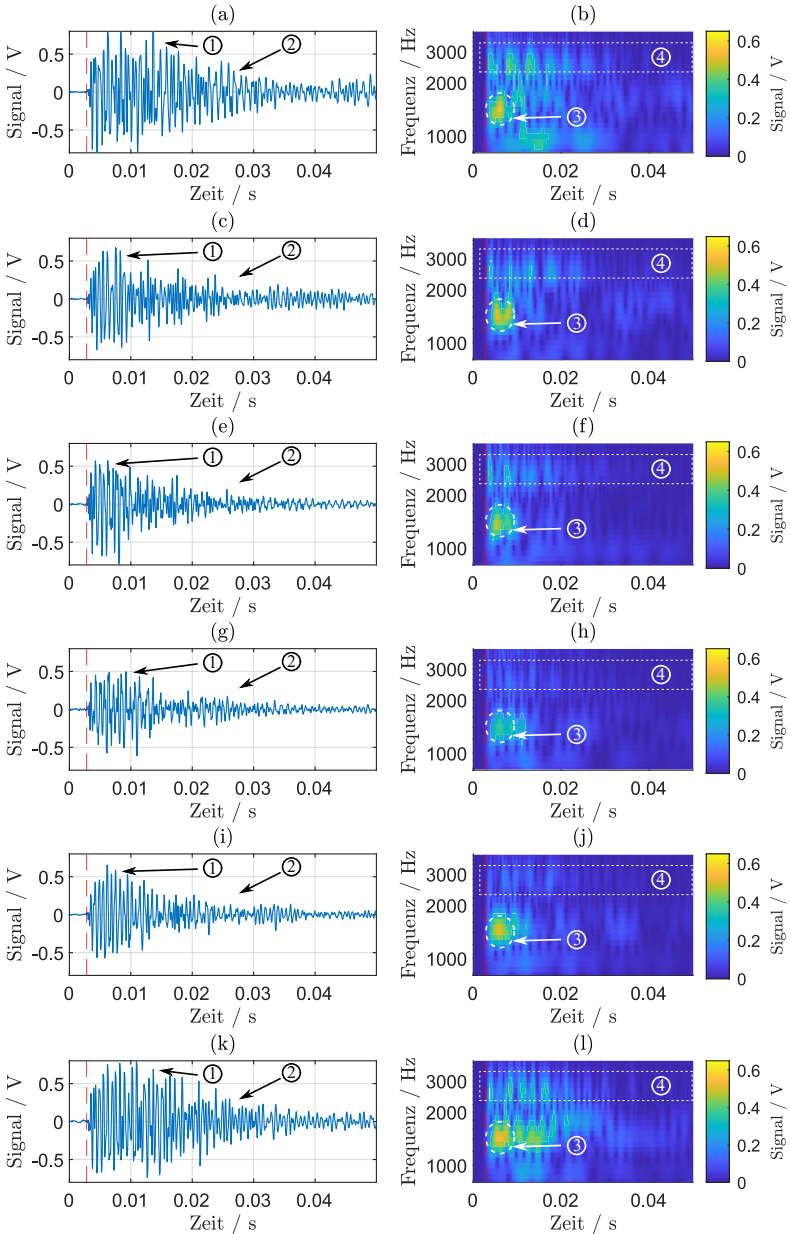 (a) (b)
Signal / V 0.5 0 -0.5 ① ② Frequenz / Hz 3000 2000 1000 ③ ④ 0.6 0.4 0.2 0 Signal / V
0 0.01 0.02 0.03 0.04 0 0.02 0.04
Zeit / s Zeit / s
(c) (d)
Signal / V 0.5 0 -0.5 ① ② Frequenz / Hz 3000 2000 1000 ③ ④ 0.6 0.4 0.2 0 Signal / V
0 0.01 0.02 0.03 0.04 0 0.02 0.04
Zeit / s Zeit / s
(e) (f)
Signal / V 0.5 0 -0.5 ① ② Frequenz / Hz 3000 2000 1000 ③ ④ 0.6 0.4 0.2 0 Signal / V
0 0.01 0.02 0.03 0.04 0 0.02 0.04
Zeit / s Zeit / s
(g) (h)
Signal / V 0.5 0 -0.5 ① ② Frequenz / Hz 3000 2000 1000 ③ ④ 0.6 0.4 0.2 0 Signal / V
0 0.01 0.02 0.03 0.04 0 0.02 0.04
Zeit / s Zeit / s
(i) (j)
Signal / V 0.5 0 -0.5 ① ② Frequenz / Hz 3000 2000 1000 ③ ④ 0.6 0.4 0.2 0 Signal / V
0 0.01 0.02 0.03 0.04 0 0.02 0.04
Zeit / s Zeit / s
(k) (l)
Signal / V 0.5 0 -0.5 ① ② Frequenz / Hz 3000 2000 1000 ③ ④ 0.6 0.4 0.2 0 Signal / V
0 0.01 0.02 0.03 0.04 0 0.02 0.04
Zeit / s Zeit / s